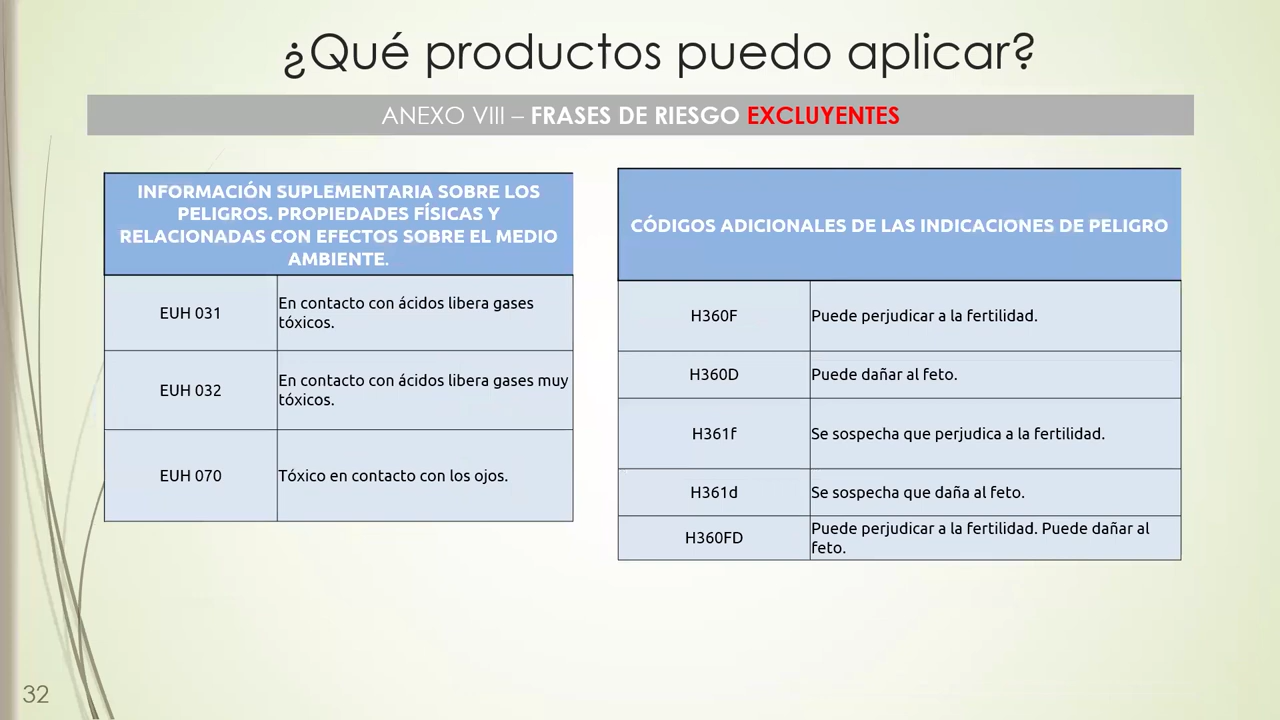 ¿Qué productos puedo aplicar?
ANEXO VIII – FRASES DE RIESGO EXCLUYENTES
INFORMACIÓN SUPLEMENTARIA SOBRE LOS
PELIGROS. PROPIEDADES FÍSICAS Y
RELACIONADAS CON EFECTOS SOBRE EL MEDIO
AMBIENTE.
EUH 031
En contacto con ácidos libera gases
tóxicos.
EUH 032
En contacto con ácidos libera gases muy
tóxicos.
EUH 070
Tóxico en contacto con los ojos.
CÓDIGOS ADICIONALES DE LAS INDICACIONES DE PELIGRO
H360F
Puede perjudicar a la fertilidad.
H360D
Puede dañar al feto.
H361f
Se sospecha que perjudica a la fertilidad.
H361d
Se sospecha que daña al feto.
H360FD
Puede perjudicar a la fertilidad. Puede dañar al
feto.
32